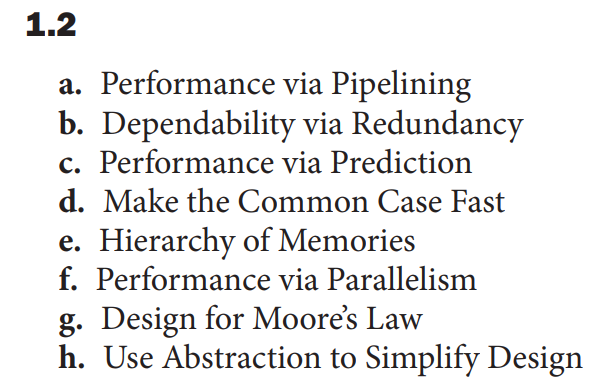 1.2
a. Performance via Pipelining
b. Dependability via Redundancy
c. Performance via Prediction
d. Make the Common Case Fast
e. Hierarchy of Memories
f. Performance via Parallelism
g. Design for Moore’s Law
h. Use Abstraction to Simplify Design